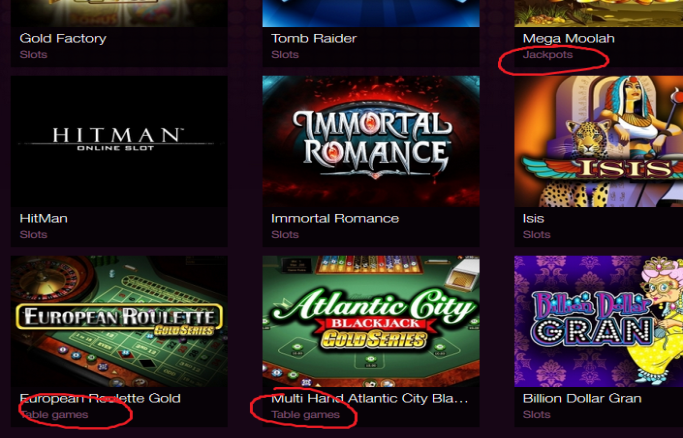 Gold Factory
Slots
Tomb Raider
Slots
Mega Moolah
Jackpots
HITMAN™
ONLINE SLOT
HitMan
Slots
IMMORTAL
ROMANCE
Immortal Romance
Slots
ISIS
Isis
Slots
EUROPEAN ROULETTE
GOLD SERIES
European Roulette Gold
Table games
Atlantic City
BLACKJACK
GOLD SERIES
Multi Hand Atlantic City Bla...
Table games
Billion Dollar
GRAN
Billion Dollar Gran
Slots